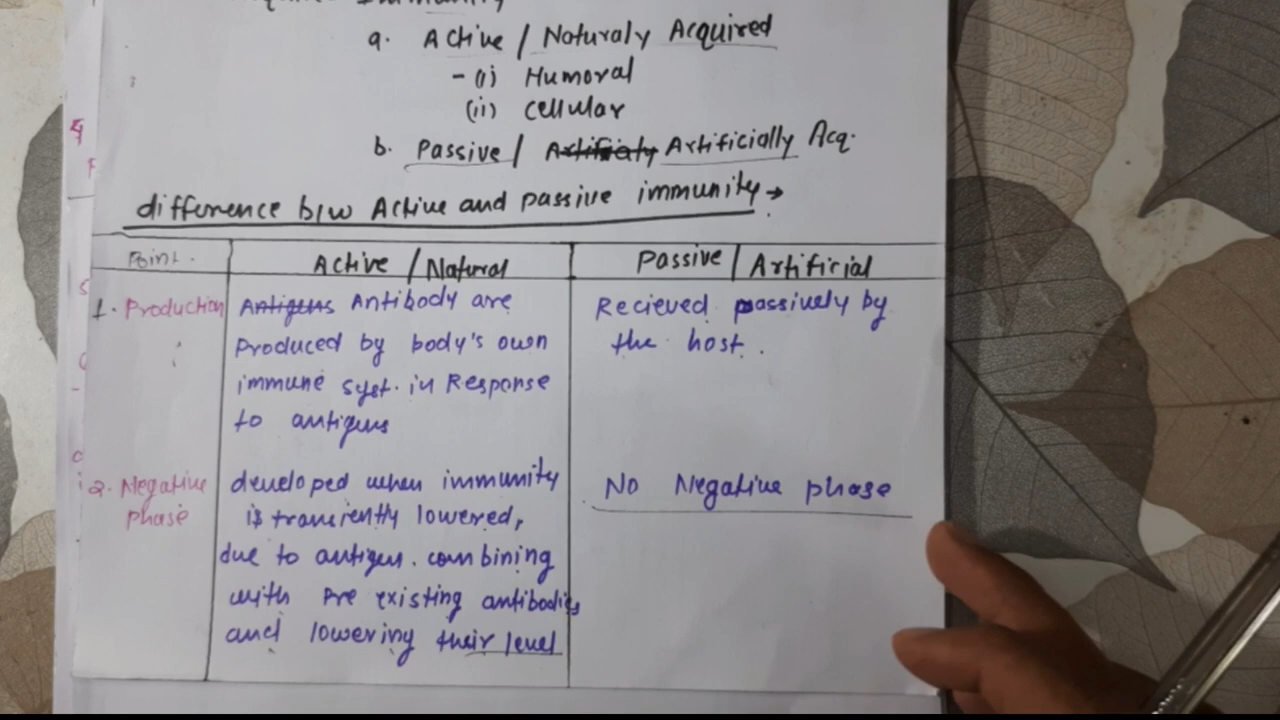 Immunity
a. Active / Naturaly Acquired
- (i) Humoral
(ii) cellular
b. Passive / Artificialy Artificially Acq.
difference b/w Active and passive immunity →
Point.
Active / Natural
Passive / Artificial
1. Production
Antigens Antibody are
produced by body's own
immune syst. in Response
to antigens
Recieved passively by
the host.
2. Negative
phase
developed when immunity
is transiently lowered,
due to antigen. combining
with Pre existing antibodies
and lowering their level
No Negative phase